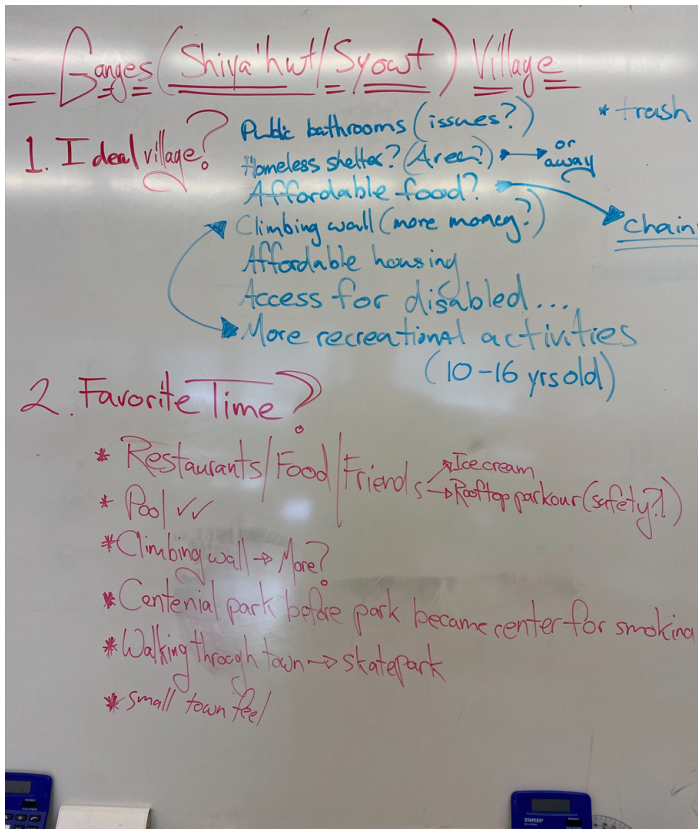 Ganges (Shiya'hwt/Syowt) Village
* trash
1. Ideal village?
Public bathrooms (issues?)
Homeless shelter? (Area?) or away
Affordable food?
chain
Climbing wall (more money?)
Affordable housing
Access for disabled...
More recreational activities
(10-16 yrs old)
2. Favorite Time?
* Restaurants/Food/Friends
Ice cream
Rooftop parkour (safety?!)
* Pool ✓✓
* Climbing wall → More?
* Centenial park before park became center for smoking
* Walking through town → skatepark
* small town feel
STAPLES